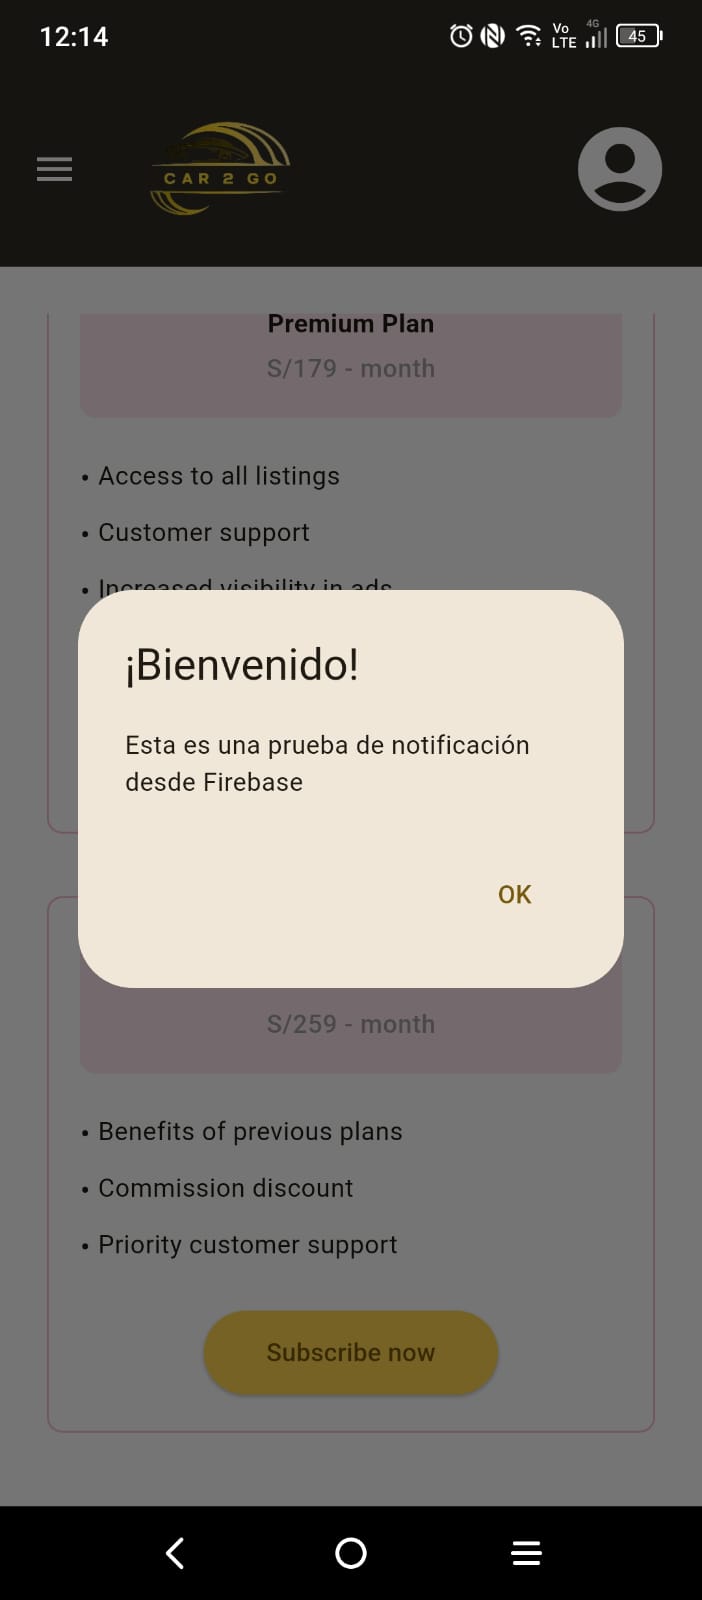 12:14
Vo
LTE
4G
45
CAR 2 GO
Premium Plan
S/179 - month
• Access to all listings
• Customer support
• Increased visibility in ads
¡Bienvenido!
Esta es una prueba de notificación
desde Firebase
OK
S/259 - month
• Benefits of previous plans
• Commission discount
• Priority customer support
Subscribe now